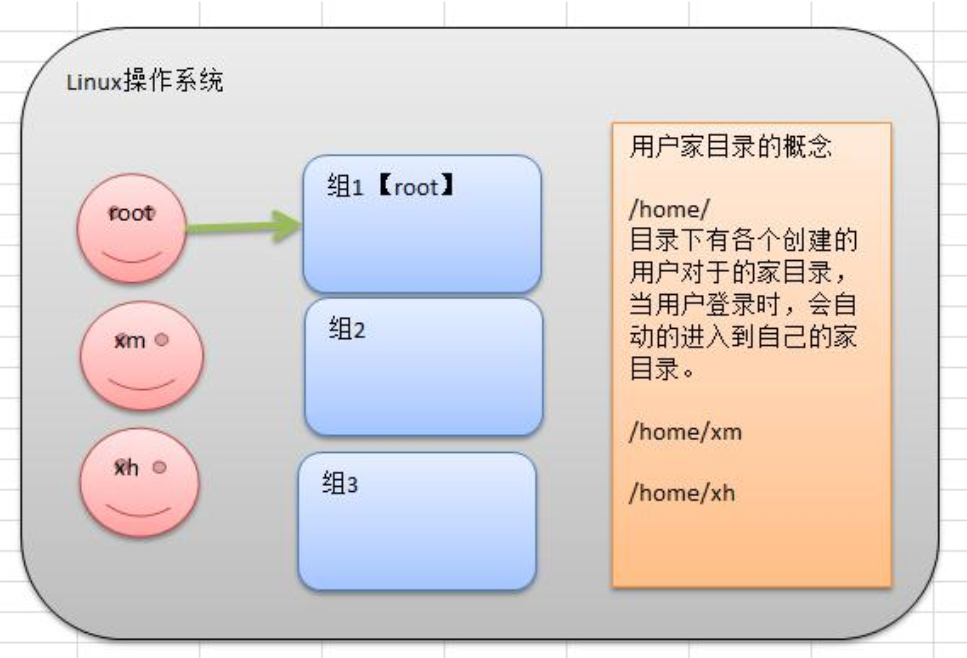 Linux操作系统
root
xm
xh
组1【root】
组2
组3
用户家目录的概念
/home/
目录下有各个创建的
用户对于的家目录，
当用户登录时，会自
动的进入到自己的家
目录。
/home/xm
/home/xh